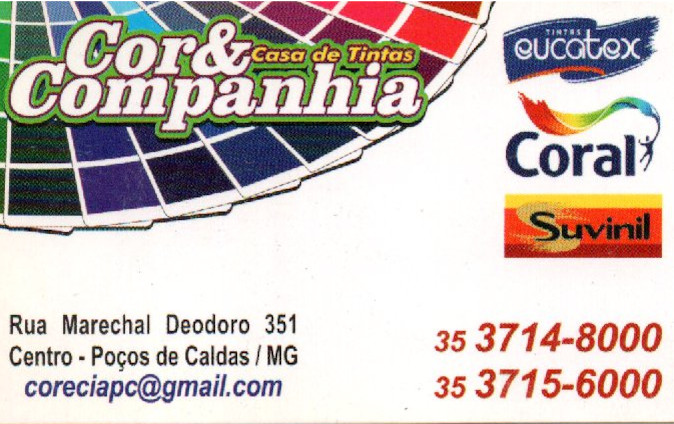 Cor&
Casa de Tintas
Companhia
TINTAS
eucatex
Coral
Suvinil
Rua Marechal Deodoro 351
Centro - Poços de Caldas / MG
coreciapc@gmail.com
35 3714-8000
35 3715-6000